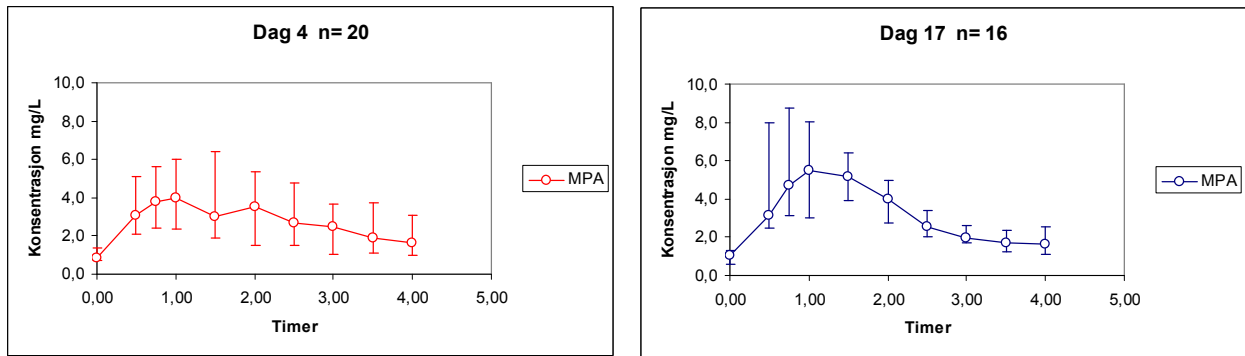 Dag 4 n= 20
Konsentrasjon mg/L
10,0
8,0
6,0
4,0
2,0
0,0
0,00 1,00 2,00 3,00 4,00 5,00
Timer
MPA
Dag 17 n= 16
Konsentrasjon mg/L
10,0
8,0
6,0
4,0
2,0
0,0
0,00 1,00 2,00 3,00 4,00 5,00
Timer
MPA